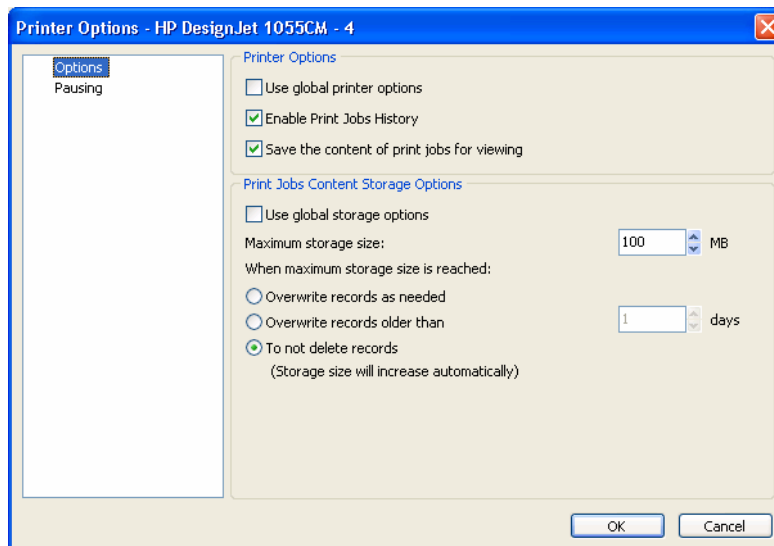 Printer Options - HP DesignJet 1055CM - 4
Options
Pausing
Printer Options
Use global printer options
Enable Print Jobs History
Save the content of print jobs for viewing
Print Jobs Content Storage Options
Use global storage options
Maximum storage size: 100 MB
When maximum storage size is reached:
Overwrite records as needed
Overwrite records older than 1 days
To not delete records
(Storage size will increase automatically)
OK Cancel